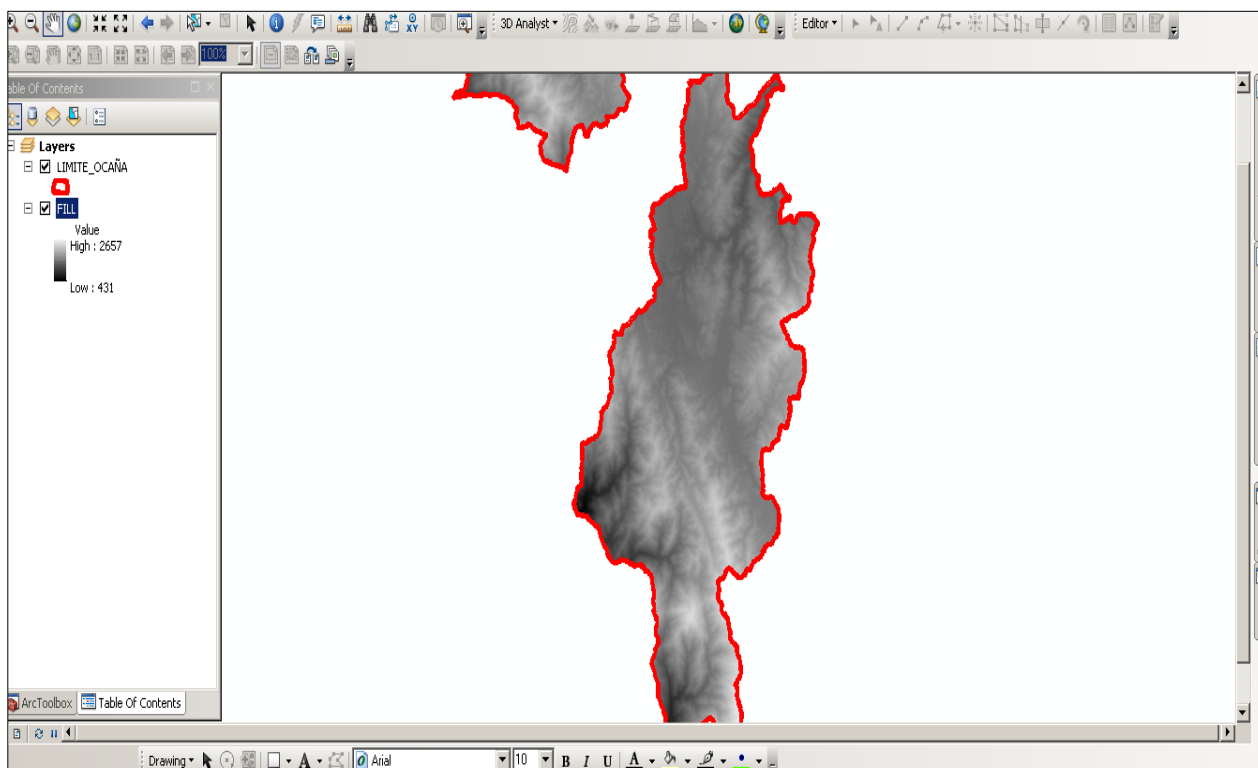 3D Analyst
Editor
100%
able Of Contents
Layers
LIMITE_OCAÑA
FILL
Value
High : 2657
Low : 431
ArcToolbox
Table Of Contents
Drawing
A
Arial
10
B I U A